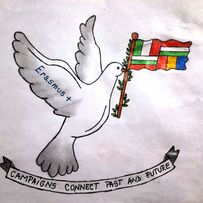 Erasmus +
CAMPAIGNS CONNECT PAST AND FUTURE